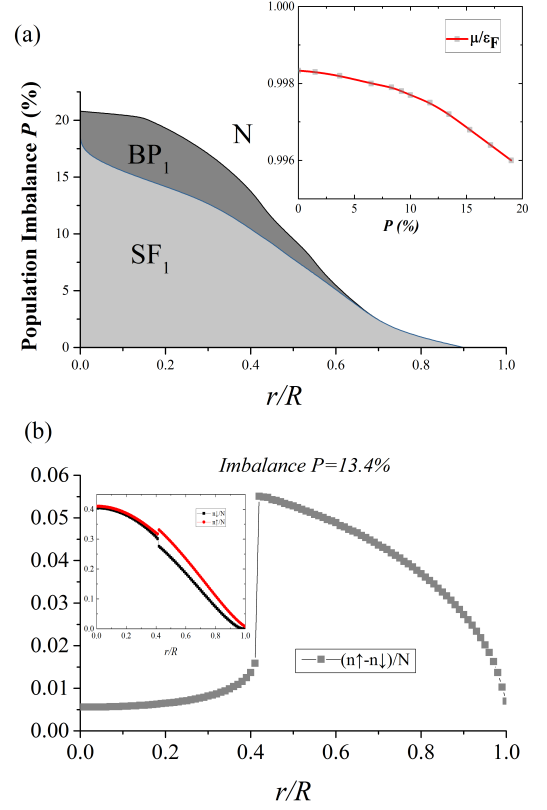 (a)
Population Imbalance P (%)
20
15
10
5
0
N
BP1
SF1
0.0 0.2 0.4 0.6 0.8 1.0
r/R
1.000
0.998
0.996
μ/εF
0 5 10 15 20
P (%)
(b)
Imbalance P=13.4%
0.06
0.05
0.04
0.03
0.02
0.01
0.00
0.4
0.3
0.2
0.1
0.0
n↓/N
n↑/N
0.0 0.2 0.4 0.6 0.8 1.0
r/R
(n↑-n↓)/N
0.0 0.2 0.4 0.6 0.8 1.0
r/R